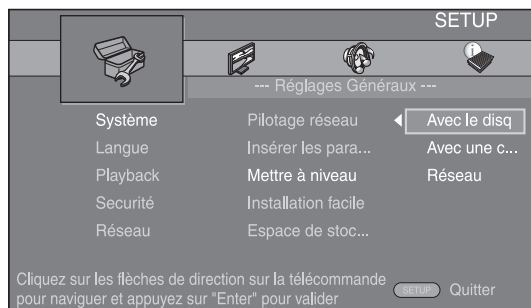 SETUP
--- Réglages Généraux ---
Système Pilotage réseau Avec le disq
Langue Insérer les para... Avec une c...
Playback Mettre à niveau Réseau
Securité Installation facile
Réseau Espace de stoc...
Cliquez sur les flèches de direction sur la télécommande
pour naviguer et appuyez sur "Enter" pour valider SETUP Quitter